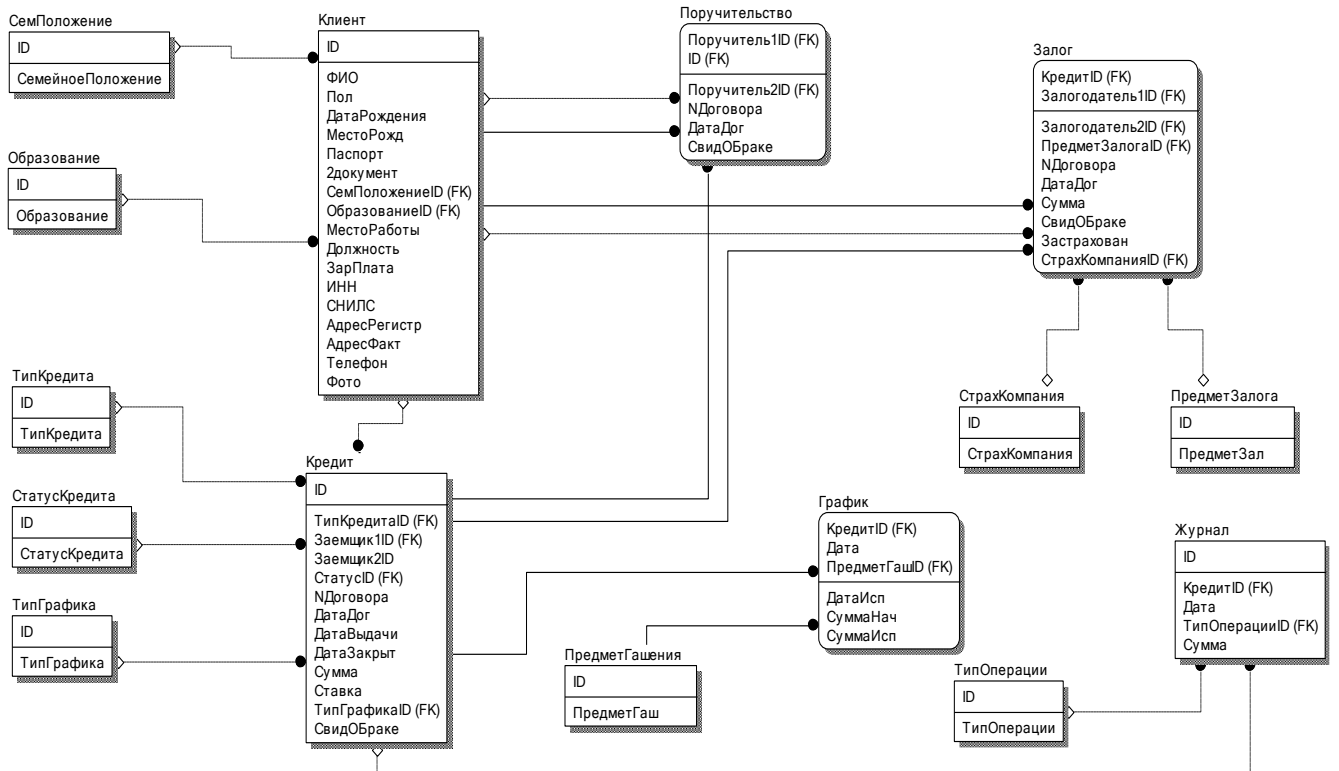 СемПоложение
ID
СемейноеПоложение
Образование
ID
Образование
ТипКредита
ID
ТипКредита
СтатусКредита
ID
СтатусКредита
ТипГрафика
ID
ТипГрафика
Клиент
ID
ФИО
Пол
ДатаРождения
МестоРожд
Паспорт
2документ
СемПоложениеID (FK)
ОбразованиеID (FK)
МестоРаботы
Должность
ЗарПлата
ИНН
СНИЛС
АдресРегистр
АдресФакт
Телефон
Фото
Кредит
ID
ТипКредитаID (FK)
Заемщик1ID (FK)
Заемщик2ID
СтатусID (FK)
NДоговора
ДатаДог
ДатаВыдачи
ДатаЗакрыт
Сумма
Ставка
ТипГрафикаID (FK)
СвидОБраке
Поручительство
Поручитель1ID (FK)
ID (FK)
Поручитель2ID (FK)
NДоговора
ДатаДог
СвидОБраке
Залог
КредитID (FK)
Залогодатель1ID (FK)
Залогодатель2ID (FK)
ПредметЗалогаID (FK)
NДоговора
ДатаДог
Сумма
СвидОБраке
Застрахован
СтрахКомпанияID (FK)
СтрахКомпания
ID
СтрахКомпания
ПредметЗалога
ID
ПредметЗал
График
КредитID (FK)
Дата
ПредметГашID (FK)
ДатаИсп
СуммаНач
СуммаИсп
ПредметГашения
ID
ПредметГаш
Журнал
ID
КредитID (FK)
Дата
ТипОперацииID (FK)
Сумма
ТипОперации
ID
ТипОперации